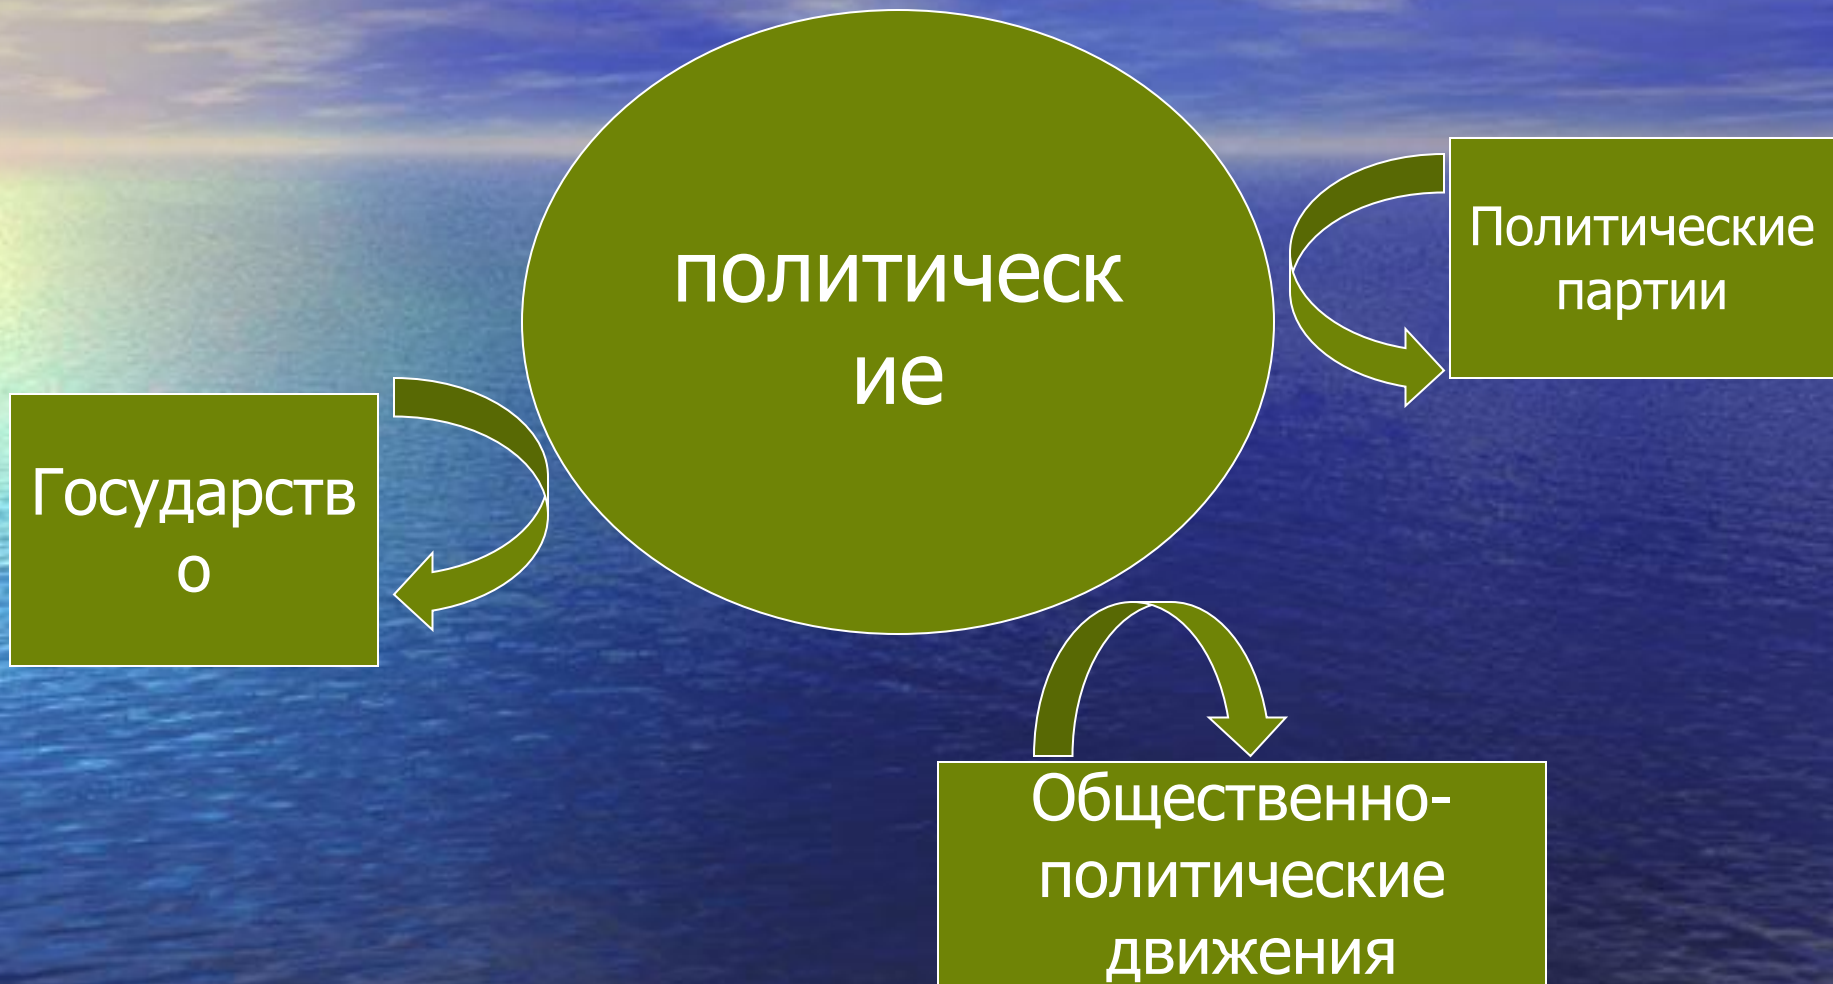 политическ
ие
Политические
партии
Государств
о
Общественно-
политические
движения